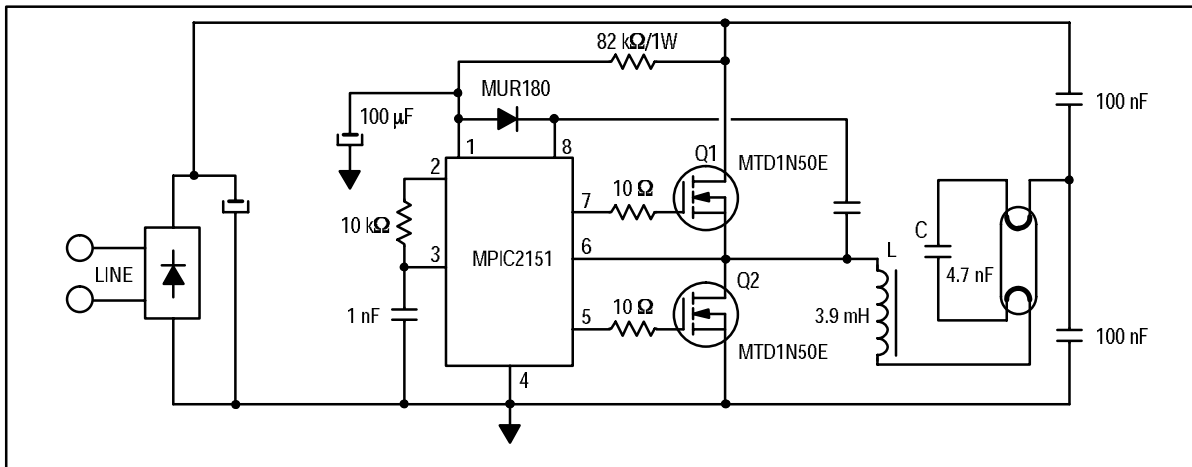 82 kΩ/1W
MUR180
100 μF
100 nF
1
8
2
Q1
MTD1N50E
7
10 Ω
10 kΩ
C
6
L
LINE
3
MPIC2151
4.7 nF
Q2
1 nF
5
10 Ω
3.9 mH
100 nF
MTD1N50E
4